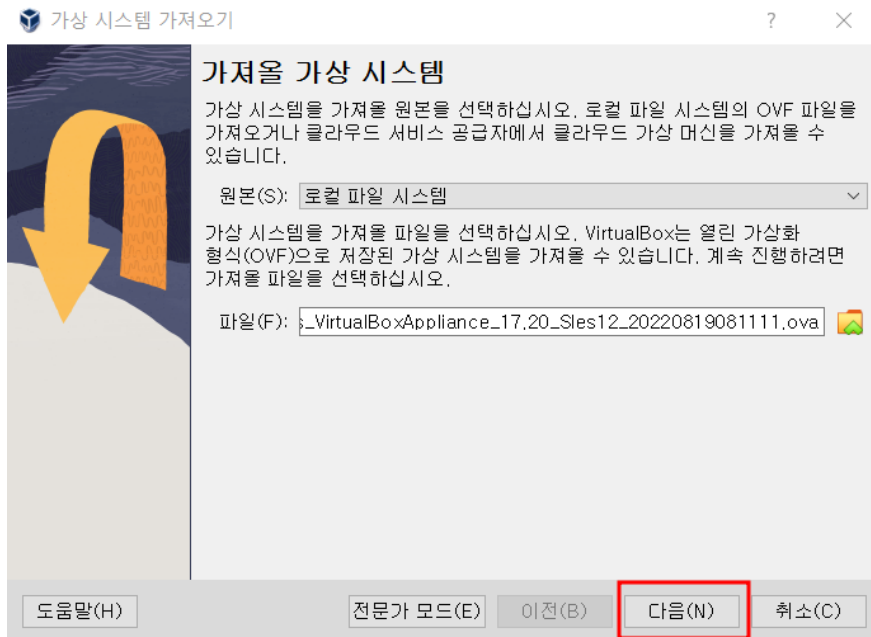 가상 시스템 가져오기
?
가져올 가상 시스템
가상 시스템을 가져올 원본을 선택하십시오. 로컬 파일 시스템의 OVF 파일을
가져오거나 클라우드 서비스 공급자에서 클라우드 가상 머신을 가져올 수
있습니다.
원본(S): 로컬 파일 시스템
가상 시스템을 가져올 파일을 선택하십시오. VirtualBox는 열린 가상화
형식(OVF)으로 저장된 가상 시스템을 가져올 수 있습니다. 계속 진행하려면
가져올 파일을 선택하십시오.
파일(F): s_VirtualBoxAppliance_17.20_Sles12_20220819081111.ova
도움말(H) 전문가 모드(E) 이전(B) 다음(N) 취소(C)